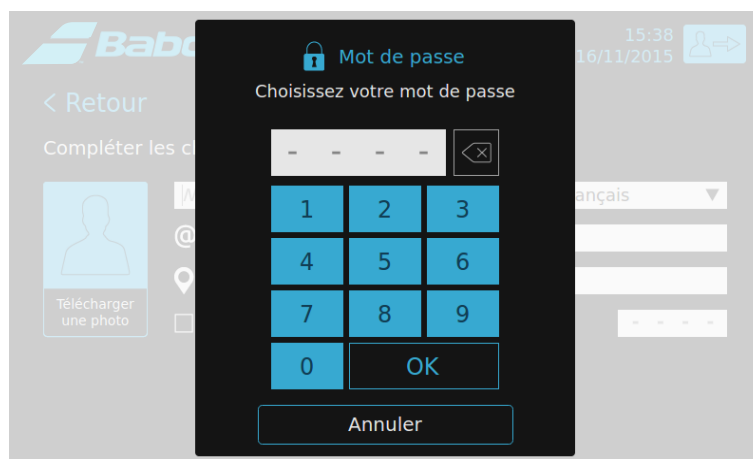 Babo
15:38
16/11/2015
< Retour
Compléter les c
Mot de passe
Choisissez votre mot de passe
- - - -
1 2 3
4 5 6
7 8 9
0 OK
Annuler
ançais
@
Télécharger
une photo
- - - -